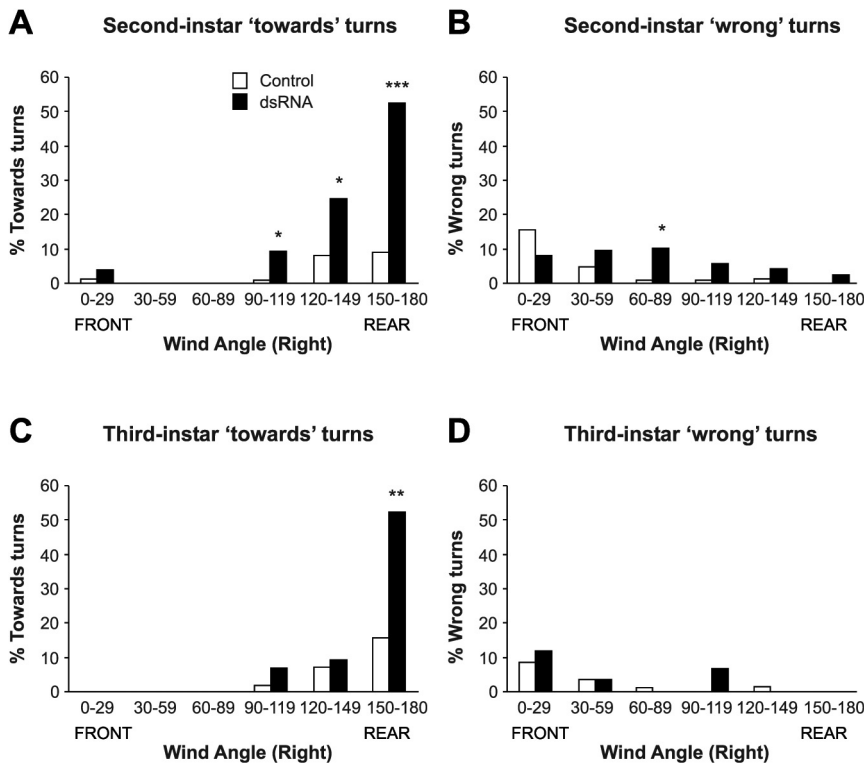 A Second-instar ‘towards’ turns
% Towards turns
60
50
40
30
20
10
0
Control
dsRNA
***
*
*
0-29 30-59 60-89 90-119 120-149 150-180
FRONT REAR
Wind Angle (Right)
B Second-instar ‘wrong’ turns
% Wrong turns
60
50
40
30
20
10
0
*
0-29 30-59 60-89 90-119 120-149 150-180
FRONT REAR
Wind Angle (Right)
C Third-instar ‘towards’ turns
% Towards turns
60
50
40
30
20
10
0
**
0-29 30-59 60-89 90-119 120-149 150-180
FRONT REAR
Wind Angle (Right)
D Third-instar ‘wrong’ turns
% Wrong turns
60
50
40
30
20
10
0
0-29 30-59 60-89 90-119 120-149 150-180
FRONT REAR
Wind Angle (Right)